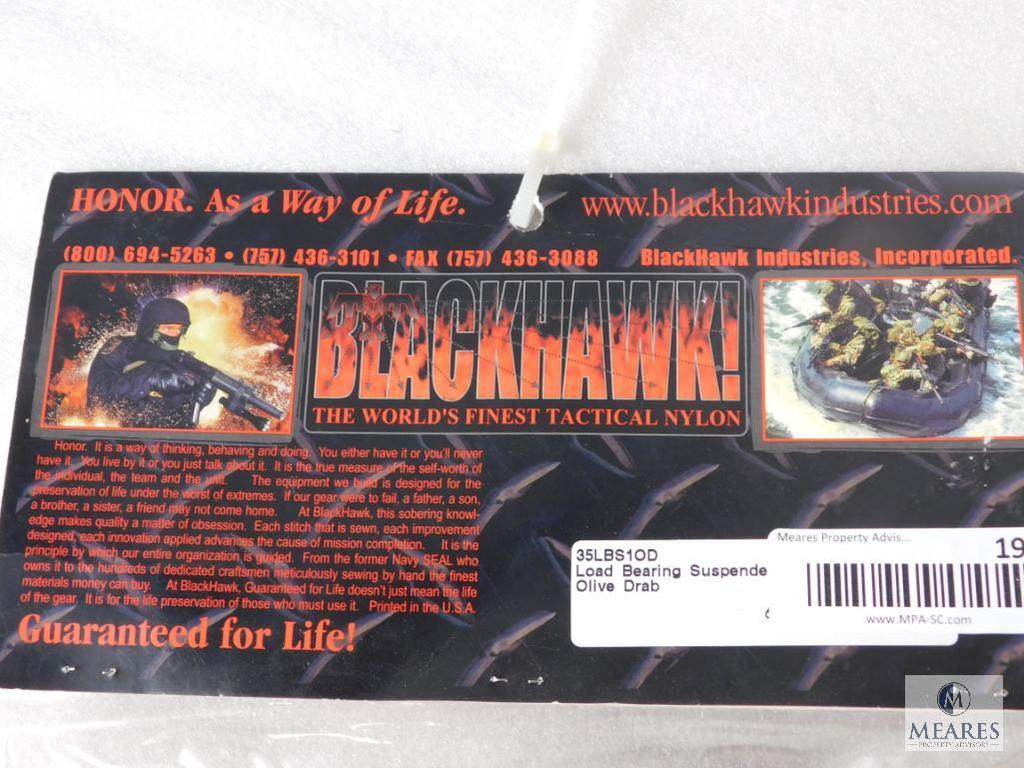 HONOR. As a Way of Life.
www.blackhawkindustries.com
(800) 694-5263 • (757) 436-3101 • FAX (757) 436-3088
BlackHawk Industries, Incorporated.
BLACKHAWK!
THE WORLD'S FINEST TACTICAL NYLON
Honor. It is a way of thinking, behaving and doing. You either have it or you'll never
have it. You live by it or you just talk about it. It is the true measure of the self-worth of
the individual, the team and the unit. The equipment we build is designed for the
preservation of life under the worst of extremes. If our gear were to fail, a father, a son,
a brother, a sister, a friend may not come home. At BlackHawk, this sobering knowl-
edge makes quality a matter of obsession. Each stitch that is sewn, each improvement
designed, each innovation applied advances the cause of mission completion. It is the
principle by which our entire organization is guided. From the former Navy SEAL who
owns it to the hundreds of dedicated craftsmen meticulously sewing by hand the finest
materials money can buy. At BlackHawk, Guaranteed for Life doesn't just mean the life
of the gear. It is for the life preservation of those who must use it. Printed in the U.S.A.
Guaranteed for Life!
35LBS1OD
Load Bearing Suspende
Olive Drab
Meares Property Advis...
19
www.MPA-SC.com
M
MEARES
PROPERTY ADVISORS